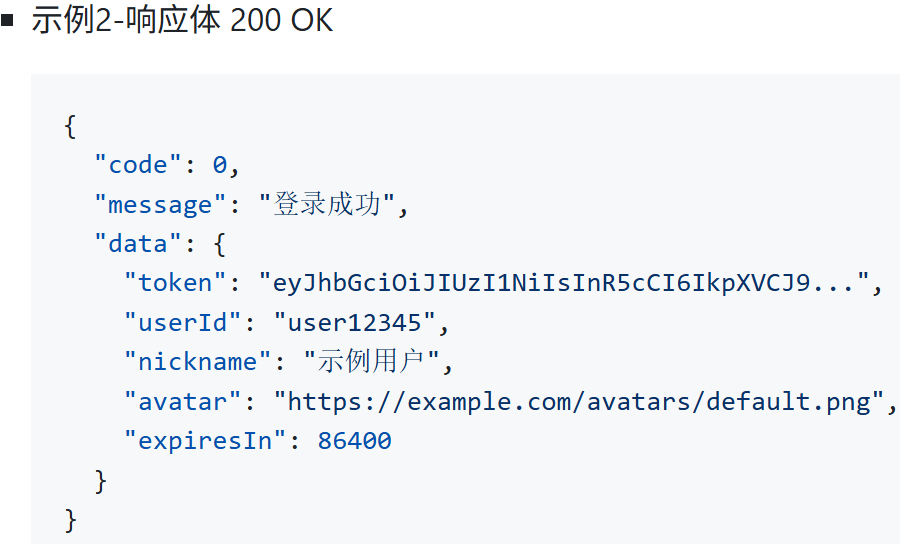 ▪ 示例2-响应体 200 OK
{
  "code": 0,
  "message": "登录成功",
  "data": {
    "token": "eyJhbGciOiJIUzI1NiIsInR5cCI6IkpXVCJ9...",
    "userId": "user12345",
    "nickname": "示例用户",
    "avatar": "https://example.com/avatars/default.png",
    "expiresIn": 86400
  }
}